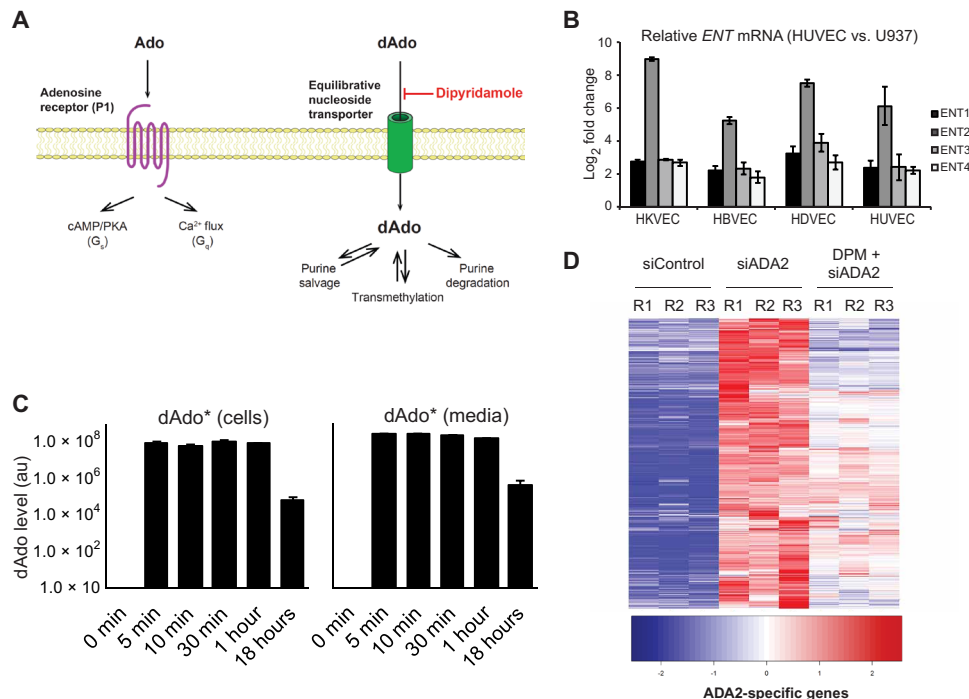 A
Ado
dAdo
Adenosine
receptor (P1)
Equilibrative
nucleoside
transporter
Dipyridamole
cAMP/PKA
(Gs)
Ca2+ flux
(Gq)
dAdo
Purine
salvage
Transmethylation
Purine
degradation
B
Relative ENT mRNA (HUVEC vs. U937)
Log2 fold change
10
8
6
4
2
0
HKVEC
HBVEC
HDVEC
HUVEC
ENT1
ENT2
ENT3
ENT4
C
dAdo* (cells)
dAdo* (media)
dAdo level (au)
1.0 × 10^8
1.0 × 10^6
1.0 × 10^4
1.0 × 10^2
1.0 × 10
0 min
5 min
10 min
30 min
1 hour
18 hours
0 min
5 min
10 min
30 min
1 hour
18 hours
D
siControl
siADA2
DPM +
siADA2
R1 R2 R3 R1 R2 R3 R1 R2 R3
-2 -1 0 1 2
ADA2-specific genes